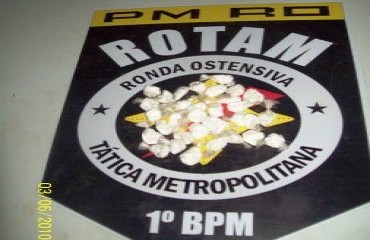 PM RO
ROTAM
RONDA OSTENSIVA
TÁTICA METROPOLITANA
1º BPM
03/06/2010